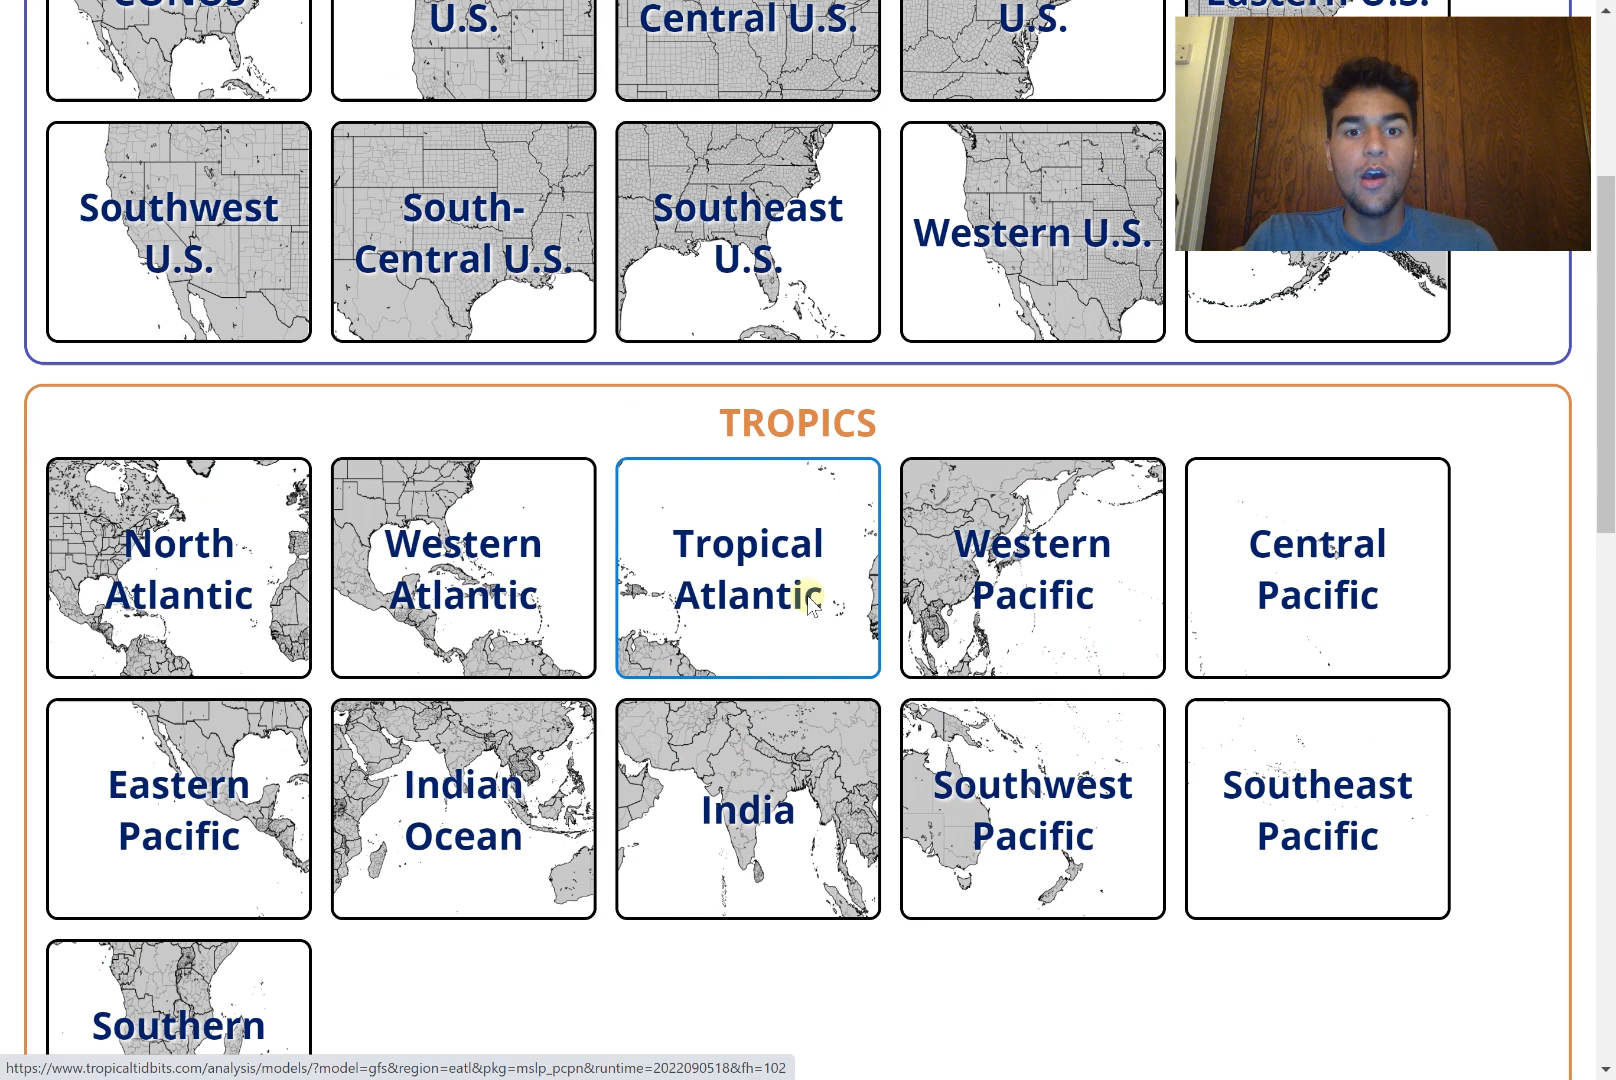 CONUS
U.S.
Central U.S.
U.S.
Eastern U.S.
Southwest
U.S.
South-
Central U.S.
Southeast
U.S.
Western U.S.
TROPICS
North
Atlantic
Western
Atlantic
Tropical
Atlantic
Western
Pacific
Central
Pacific
Eastern
Pacific
Indian
Ocean
India
Southwest
Pacific
Southeast
Pacific
Southern
https://www.tropicaltidbits.com/analysis/models/?model=gfs&region=eatl&pkg=mslp_pcpn&runtime=2022090518&fh=102